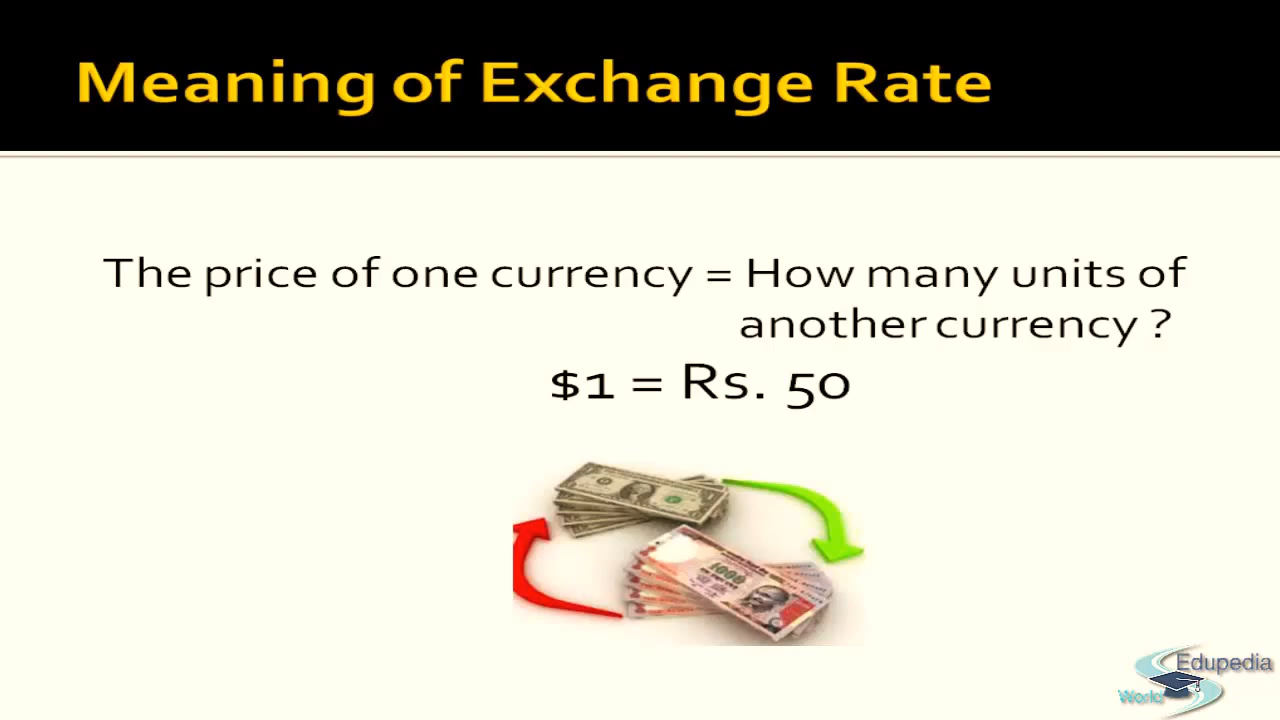 Meaning of Exchange Rate
The price of one currency = How many units of
another currency ?
$1 = Rs. 50
1000
Edupedia
World